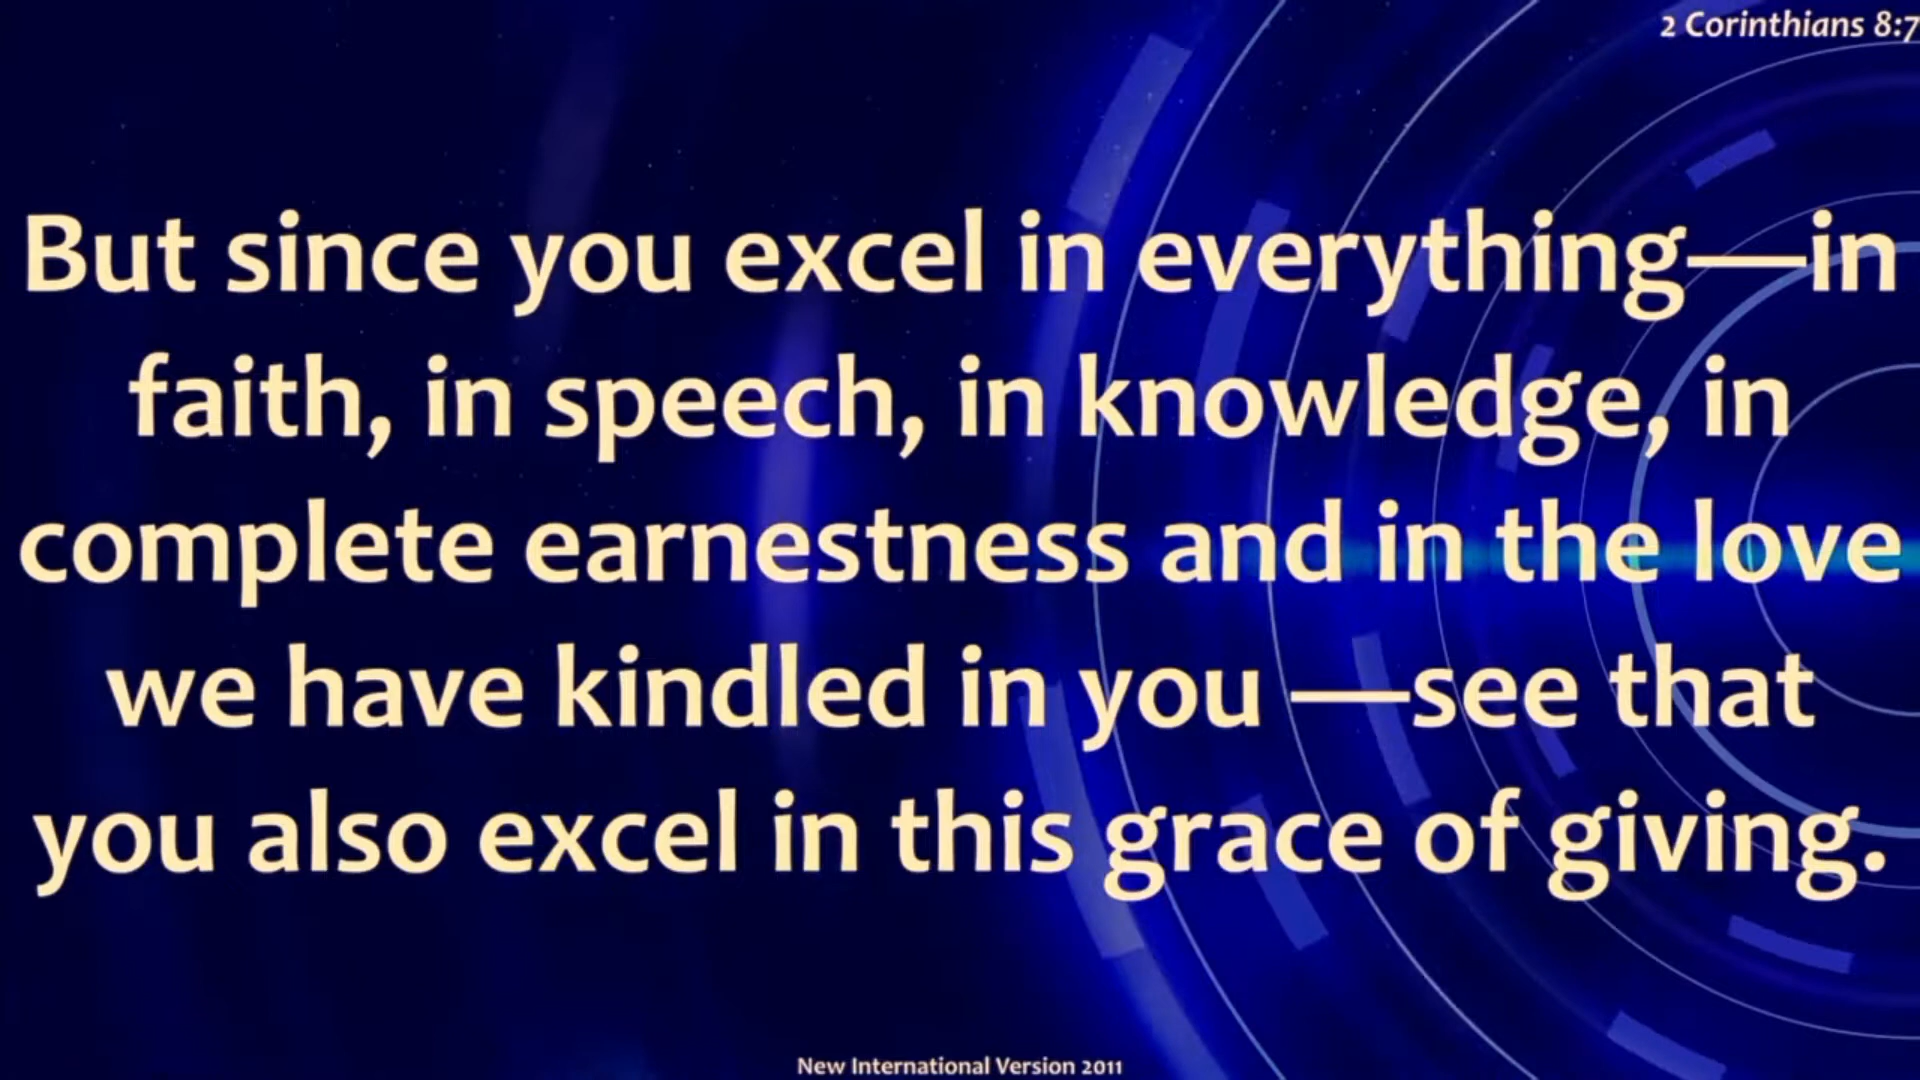 2 Corinthians 8:7
But since you excel in everything—in
faith, in speech, in knowledge, in
complete earnestness and in the love
we have kindled in you —see that
you also excel in this grace of giving.
New International Version 2011